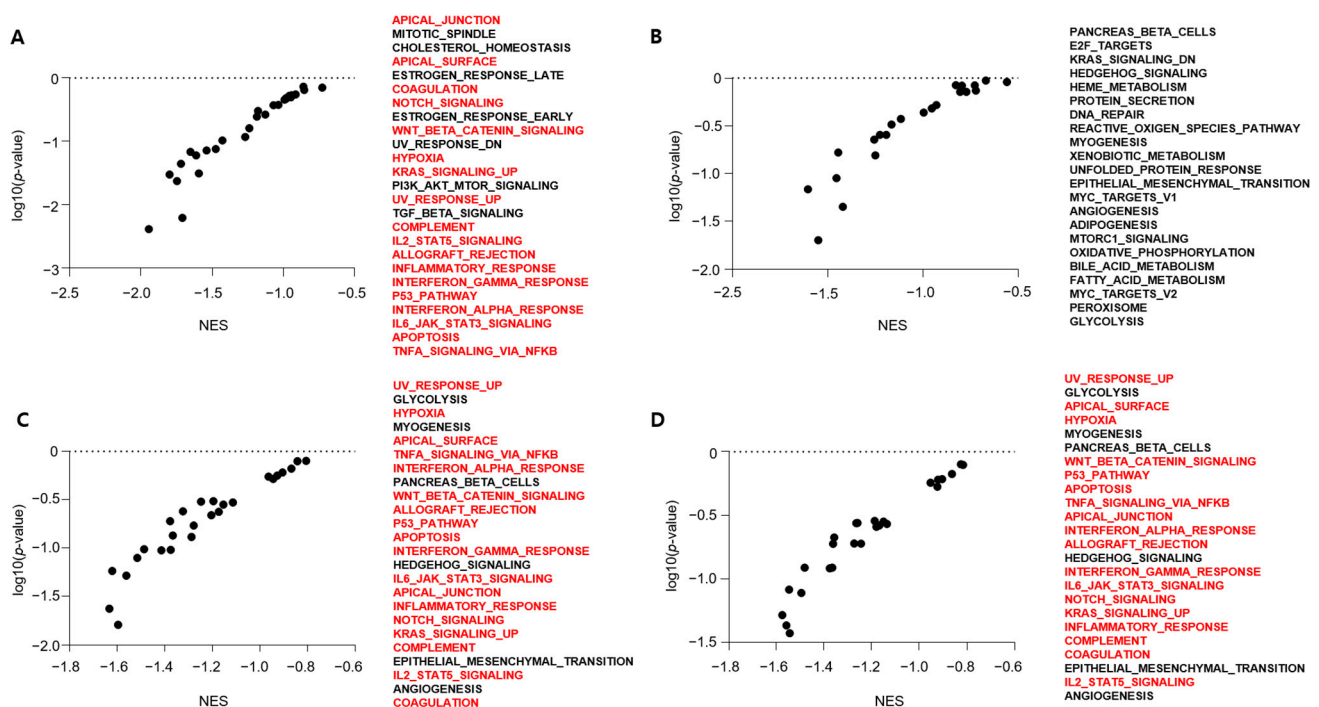 A
0
−1
−2
−3
log10(p-value)
−2.5
−2.0
−1.5
−1.0
−0.5
NES
APICAL_JUNCTION
MITOTIC_SPINDLE
CHOLESTEROL_HOMEOSTASIS
APICAL_SURFACE
ESTROGEN_RESPONSE_LATE
COAGULATION
NOTCH_SIGNALING
ESTROGEN_RESPONSE_EARLY
WNT_BETA_CATENIN_SIGNALING
UV_RESPONSE_DN
HYPOXIA
KRAS_SIGNALING_UP
PI3K_AKT_MTOR_SIGNALING
UV_RESPONSE_UP
TGF_BETA_SIGNALING
COMPLEMENT
IL2_STAT5_SIGNALING
ALLOGRAFT_REJECTION
INFLAMMATORY_RESPONSE
INTERFERON_GAMMA_RESPONSE
P53_PATHWAY
INTERFERON_ALPHA_RESPONSE
IL6_JAK_STAT3_SIGNALING
APOPTOSIS
TNFA_SIGNALING_VIA_NFKB
B
0
−0.5
−1.0
−1.5
−2.0
log10(p-value)
−2.5
−1.5
−0.5
NES
PANCREAS_BETA_CELLS
E2F_TARGETS
KRAS_SIGNALING_DN
HEDGEHOG_SIGNALING
HEME_METABOLISM
PROTEIN_SECRETION
DNA_REPAIR
REACTIVE_OXIGEN_SPECIES_PATHWAY
MYOGENESIS
XENOBIOTIC_METABOLISM
UNFOLDED_PROTEIN_RESPONSE
EPITHELIAL_MESENCHYMAL_TRANSITION
MYC_TARGETS_V1
ANGIOGENESIS
ADIPOGENESIS
MTORC1_SIGNALING
OXIDATIVE_PHOSPHORYLATION
BILE_ACID_METABOLISM
FATTY_ACID_METABOLISM
MYC_TARGETS_V2
PEROXISOME
GLYCOLYSIS
C
0
−0.5
−1.0
−1.5
−2.0
log10(p-value)
−1.8
−1.6
−1.4
−1.2
−1.0
−0.8
−0.6
NES
UV_RESPONSE_UP
GLYCOLYSIS
HYPOXIA
MYOGENESIS
APICAL_SURFACE
TNFA_SIGNALING_VIA_NFKB
INTERFERON_ALPHA_RESPONSE
PANCREAS_BETA_CELLS
WNT_BETA_CATENIN_SIGNALING
ALLOGRAFT_REJECTION
P53_PATHWAY
APOPTOSIS
INTERFERON_GAMMA_RESPONSE
HEDGEHOG_SIGNALING
IL6_JAK_STAT3_SIGNALING
APICAL_JUNCTION
INFLAMMATORY_RESPONSE
NOTCH_SIGNALING
KRAS_SIGNALING_UP
COMPLEMENT
EPITHELIAL_MESENCHYMAL_TRANSITION
IL2_STAT5_SIGNALING
ANGIOGENESIS
COAGULATION
D
0
−0.5
−1.0
−1.5
log10(p-value)
−1.8
−1.6
−1.4
−1.2
−1.0
−0.8
−0.6
NES
UV_RESPONSE_UP
GLYCOLYSIS
APICAL_SURFACE
HYPOXIA
MYOGENESIS
PANCREAS_BETA_CELLS
WNT_BETA_CATENIN_SIGNALING
P53_PATHWAY
APOPTOSIS
TNFA_SIGNALING_VIA_NFKB
APICAL_JUNCTION
INTERFERON_ALPHA_RESPONSE
ALLOGRAFT_REJECTION
HEDGEHOG_SIGNALING
INTERFERON_GAMMA_RESPONSE
IL6_JAK_STAT3_SIGNALING
NOTCH_SIGNALING
KRAS_SIGNALING_UP
INFLAMMATORY_RESPONSE
COMPLEMENT
COAGULATION
EPITHELIAL_MESENCHYMAL_TRANSITION
IL2_STAT5_SIGNALING
ANGIOGENESIS